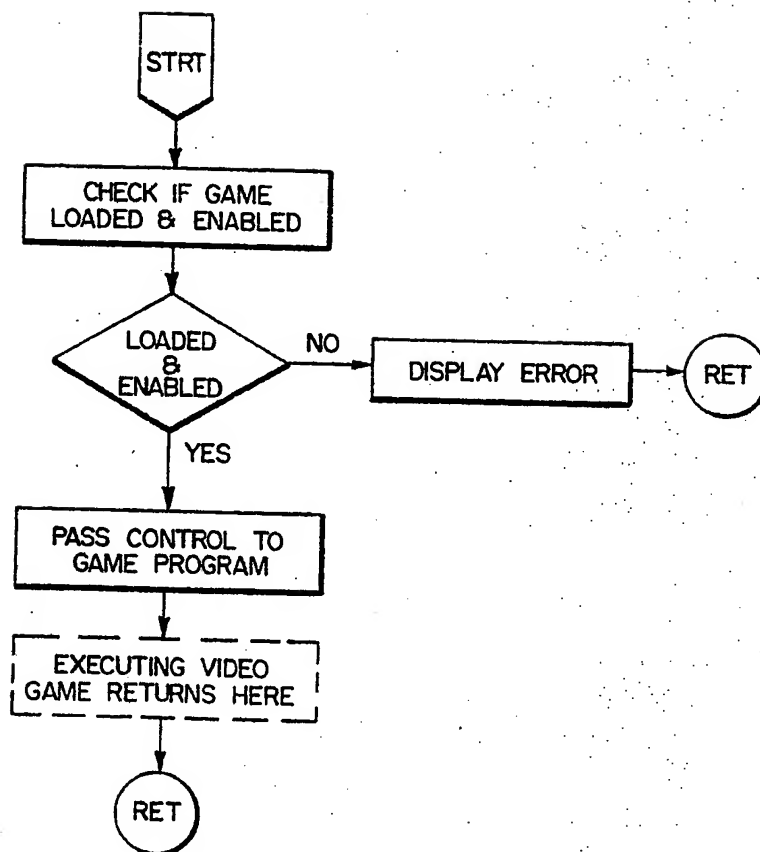 STRT
CHECK IF GAME
LOADED & ENABLED
LOADED
&
ENABLED
NO
DISPLAY ERROR
RET
YES
PASS CONTROL TO
GAME PROGRAM
EXECUTING VIDEO
GAME RETURNS HERE
RET